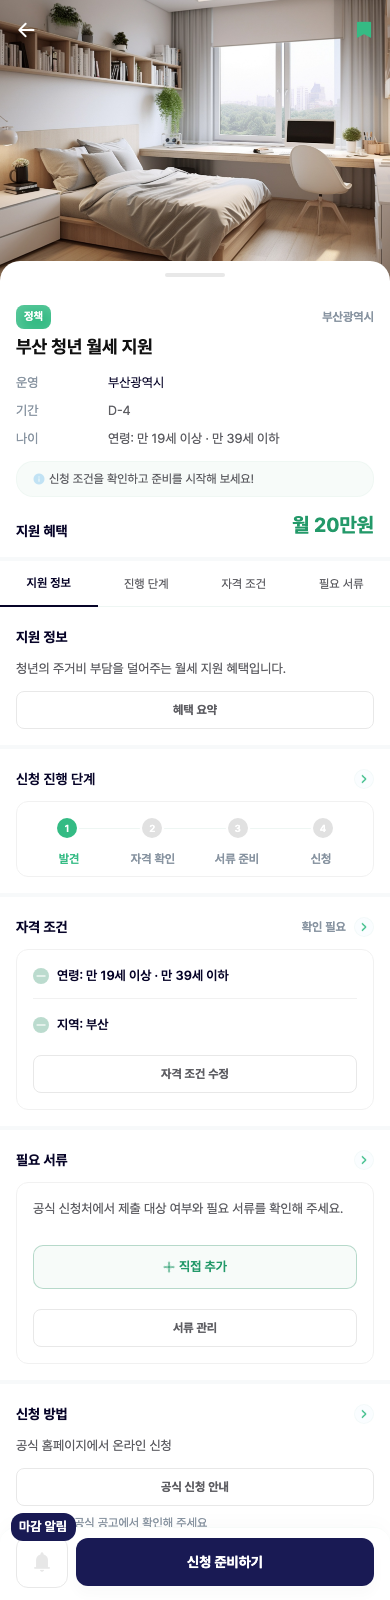 정책
부산광역시
부산 청년 월세 지원
운영 부산광역시
기간 D-4
나이 연령: 만 19세 이상 · 만 39세 이하
신청 조건을 확인하고 준비를 시작해 보세요!
지원 혜택 월 20만원
지원 정보 진행 단계 자격 조건 필요 서류
지원 정보
청년의 주거비 부담을 덜어주는 월세 지원 혜택입니다.
혜택 요약
신청 진행 단계
1 2 3 4
발견 자격 확인 서류 준비 신청
자격 조건 확인 필요
연령: 만 19세 이상 · 만 39세 이하
지역: 부산
자격 조건 수정
필요 서류
공식 신청처에서 제출 대상 여부와 필요 서류를 확인해 주세요.
+ 직접 추가
서류 관리
신청 방법
공식 홈페이지에서 온라인 신청
공식 신청 안내
공식 공고에서 확인해 주세요
마감 알림
신청 준비하기